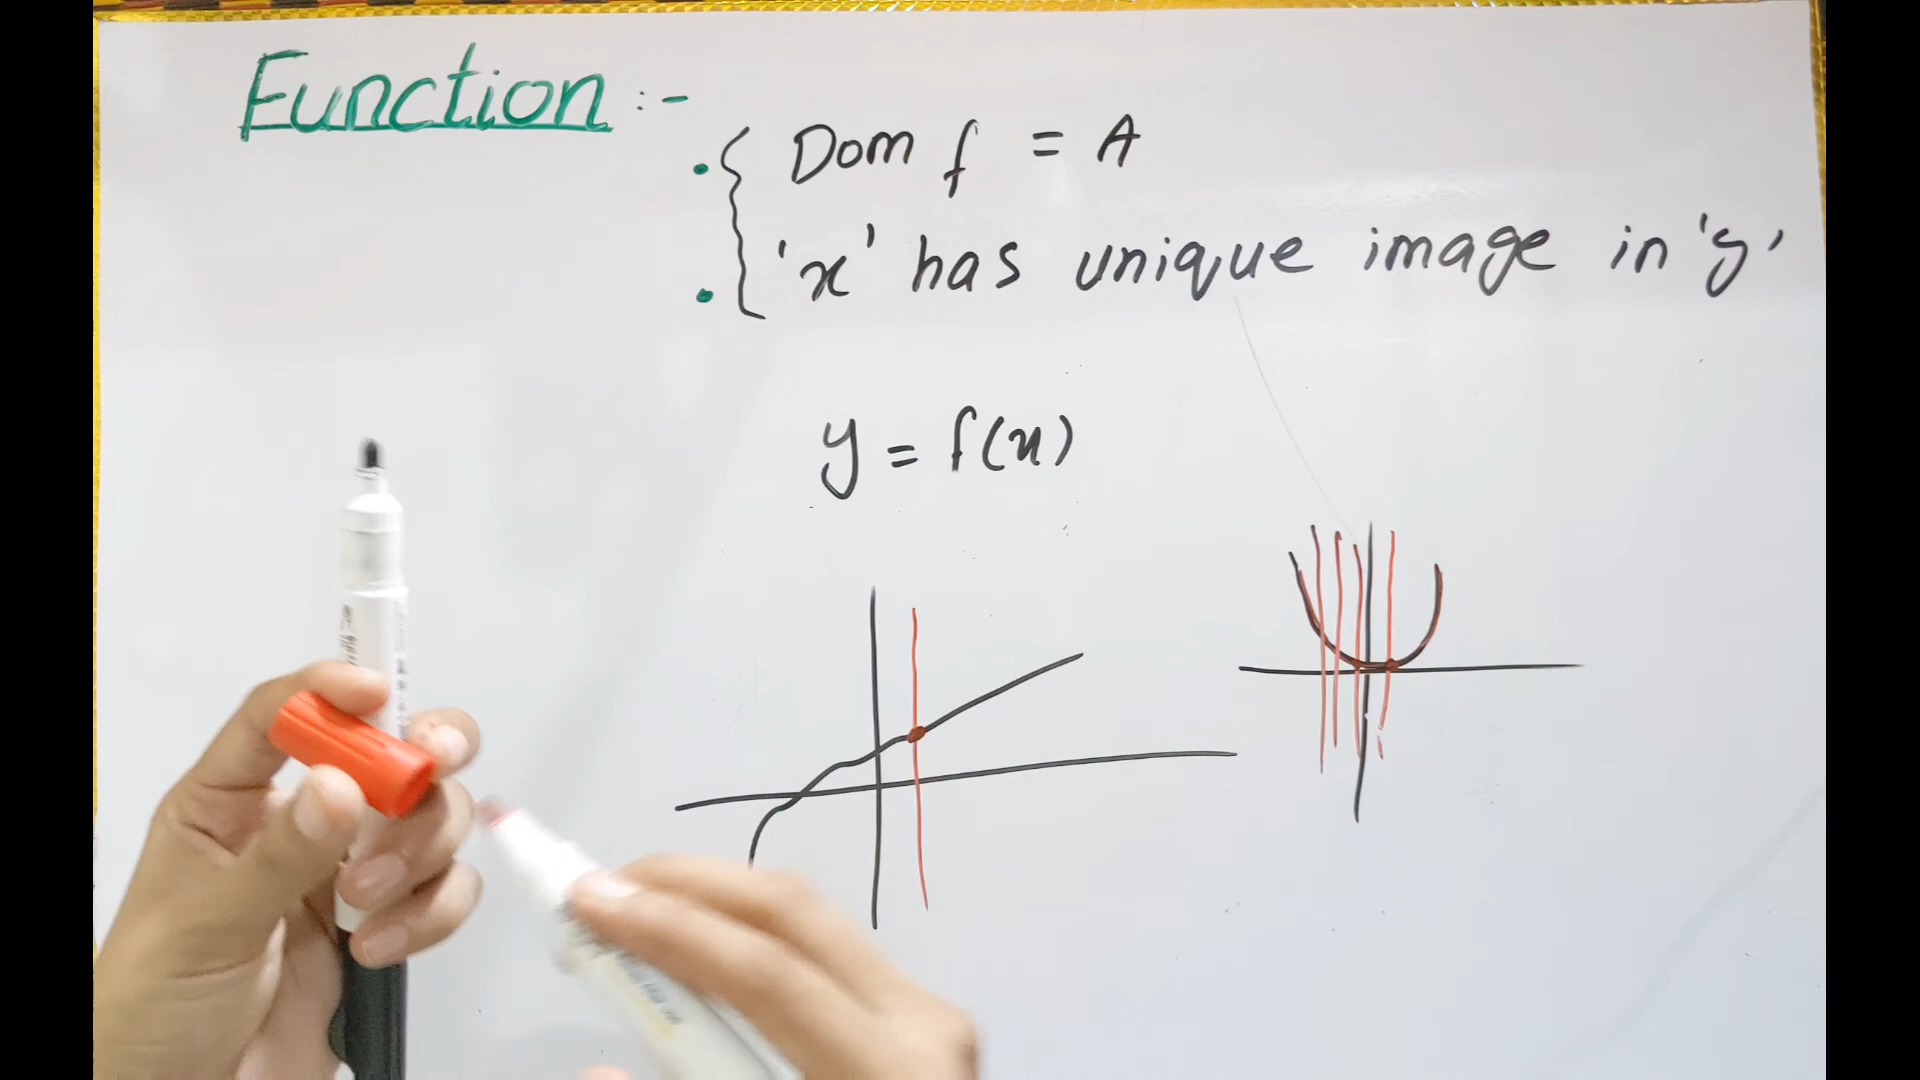 Function :-
Dom f = A
'x' has unique image in 'y'
y = f(x)